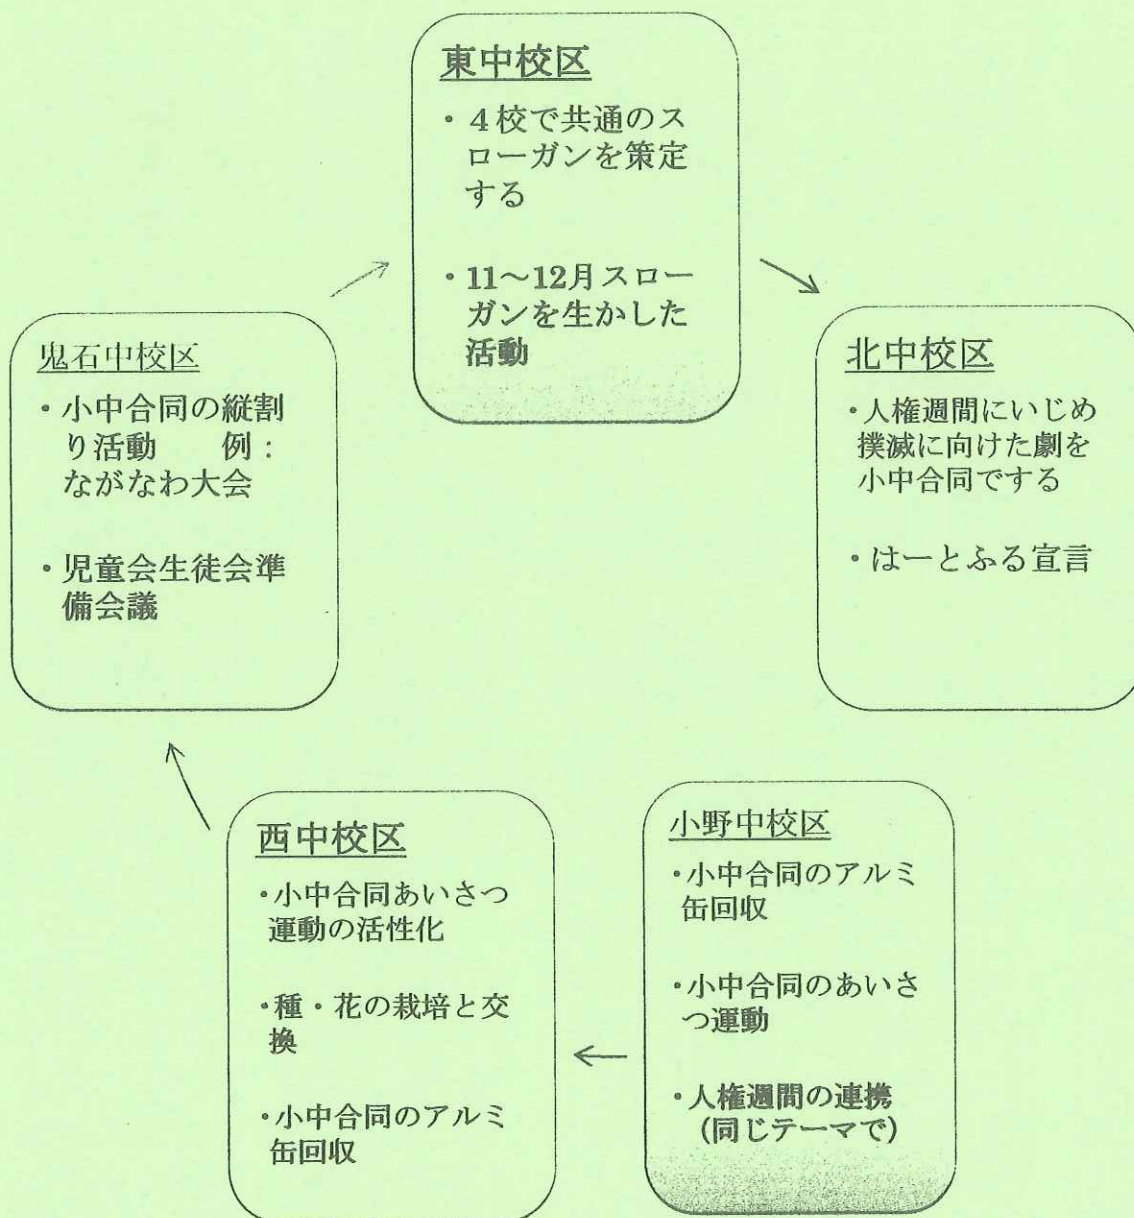 東中校区
・４校で共通のス
ローガンを策定
する
・11～12月スロー
ガンを生かした
活動
鬼石中校区
・小中合同の縦割
り活動　　例：
ながなわ大会
・児童会生徒会準
備会議
北中校区
・人権週間にいじめ
撲滅に向けた劇を
小中合同でする
・はーとふる宣言
西中校区
・小中合同あいさつ
運動の活性化
・種・花の栽培と交
換
・小中合同のアルミ
缶回収
小野中校区
・小中合同のアルミ
缶回収
・小中合同のあいさ
つ運動
・人権週間の連携
（同じテーマで）